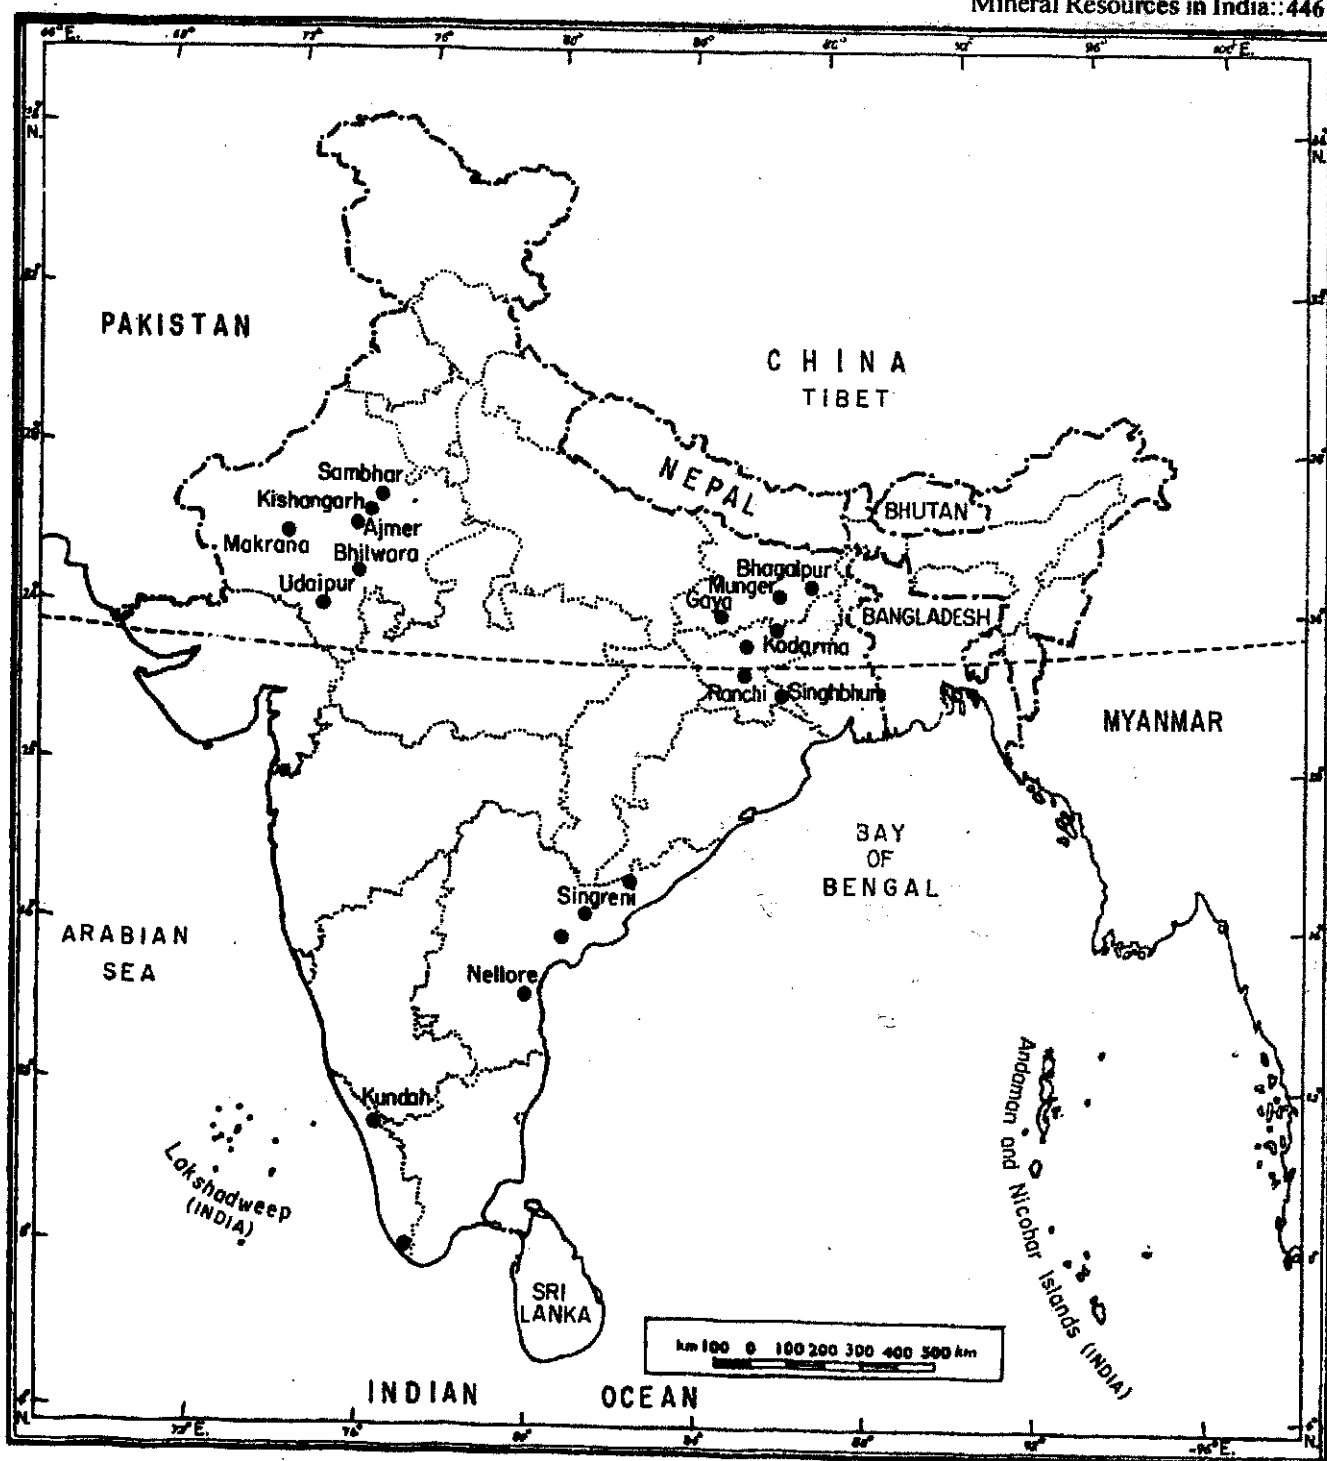 Mineral Resources in India::446
PAKISTAN
CHINA
TIBET
NEPAL
BHUTAN
BANGLADESH
MYANMAR
Sambhar
Kishangarh
Ajmer
Makrana
Bhilwara
Udaipur
Bhagalpur
Munger
Gaya
Kodarma
Ranchi
Singhbhum
BAY
OF
BENGAL
ARABIAN
SEA
Singreni
Nellore
Kundah
Lakshadweep
(INDIA)
Andaman and Nicobar Islands (INDIA)
SRI
LANKA
km 100 0 100 200 300 400 500 km
INDIAN OCEAN